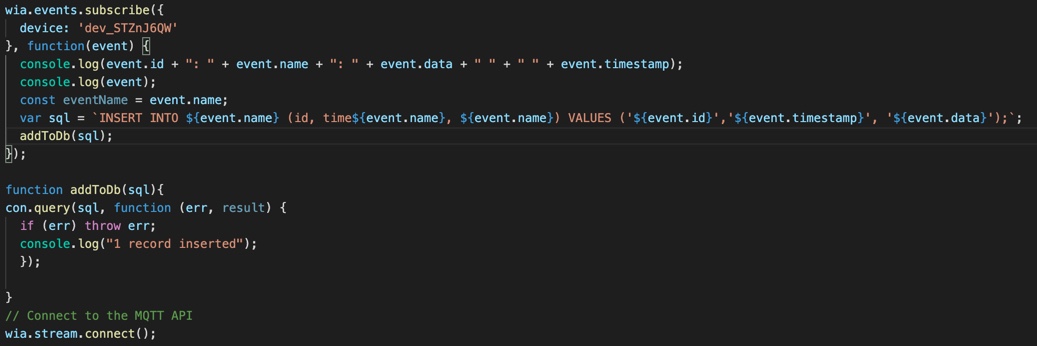 wia.events.subscribe({
  device: 'dev_STZnJ6QW'
}, function(event) {
  console.log(event.id + ": " + event.name + ": " + event.data + " " + " " + event.timestamp);
  console.log(event);
  const eventName = event.name;
  var sql = `INSERT INTO ${event.name} (id, time${event.name}, ${event.name}) VALUES ('${event.id}','${event.timestamp}', '${event.data}');`;
  addToDb(sql);
});

function addToDb(sql){
con.query(sql, function (err, result) {
  if (err) throw err;
  console.log("1 record inserted");
  });

}
// Connect to the MQTT API
wia.stream.connect();